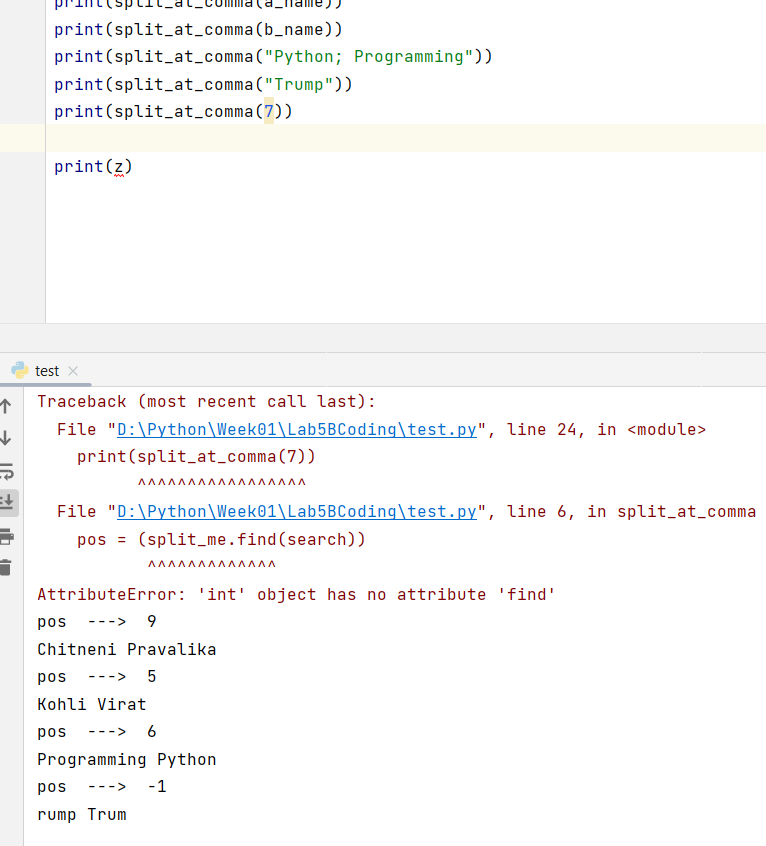 print(split_at_comma(a_name))
print(split_at_comma(b_name))
print(split_at_comma("Python; Programming"))
print(split_at_comma("Trump"))
print(split_at_comma(7))
print(z)
test
Traceback (most recent call last):
File "D:\Python\Week01\Lab5BCoding\test.py", line 24, in <module>
print(split_at_comma(7))
^^^^^^^^^^^^^^^^^
File "D:\Python\Week01\Lab5BCoding\test.py", line 6, in split_at_comma
pos = (split_me.find(search))
^^^^^^^^^^^^^
AttributeError: 'int' object has no attribute 'find'
pos  --->  9
Chitneni Pravalika
pos  --->  5
Kohli Virat
pos  --->  6
Programming Python
pos  --->  -1
rump Trum